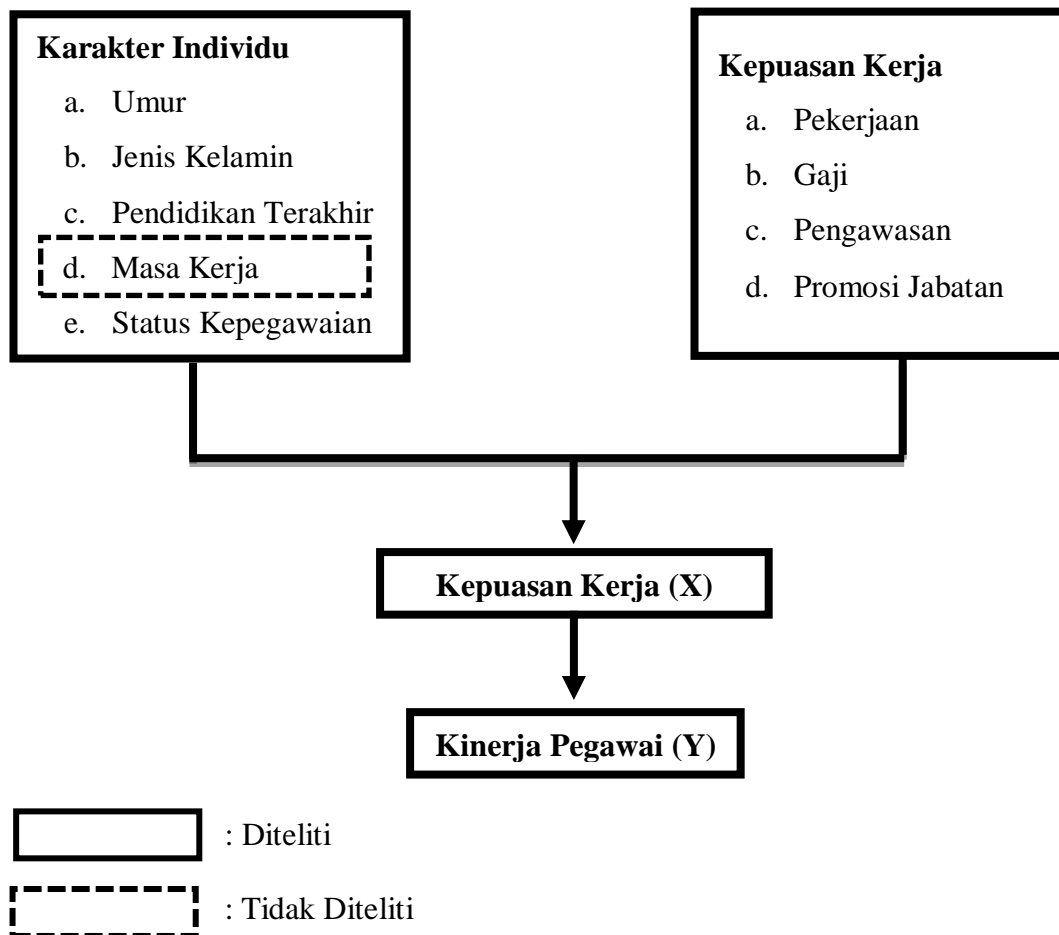 Karakter Individu
a. Umur
b. Jenis Kelamin
c. Pendidikan Terakhir
d. Masa Kerja
e. Status Kepegawaian
Kepuasan Kerja
a. Pekerjaan
b. Gaji
c. Pengawasan
d. Promosi Jabatan
Kepuasan Kerja (X)
Kinerja Pegawai (Y)
: Diteliti
: Tidak Diteliti